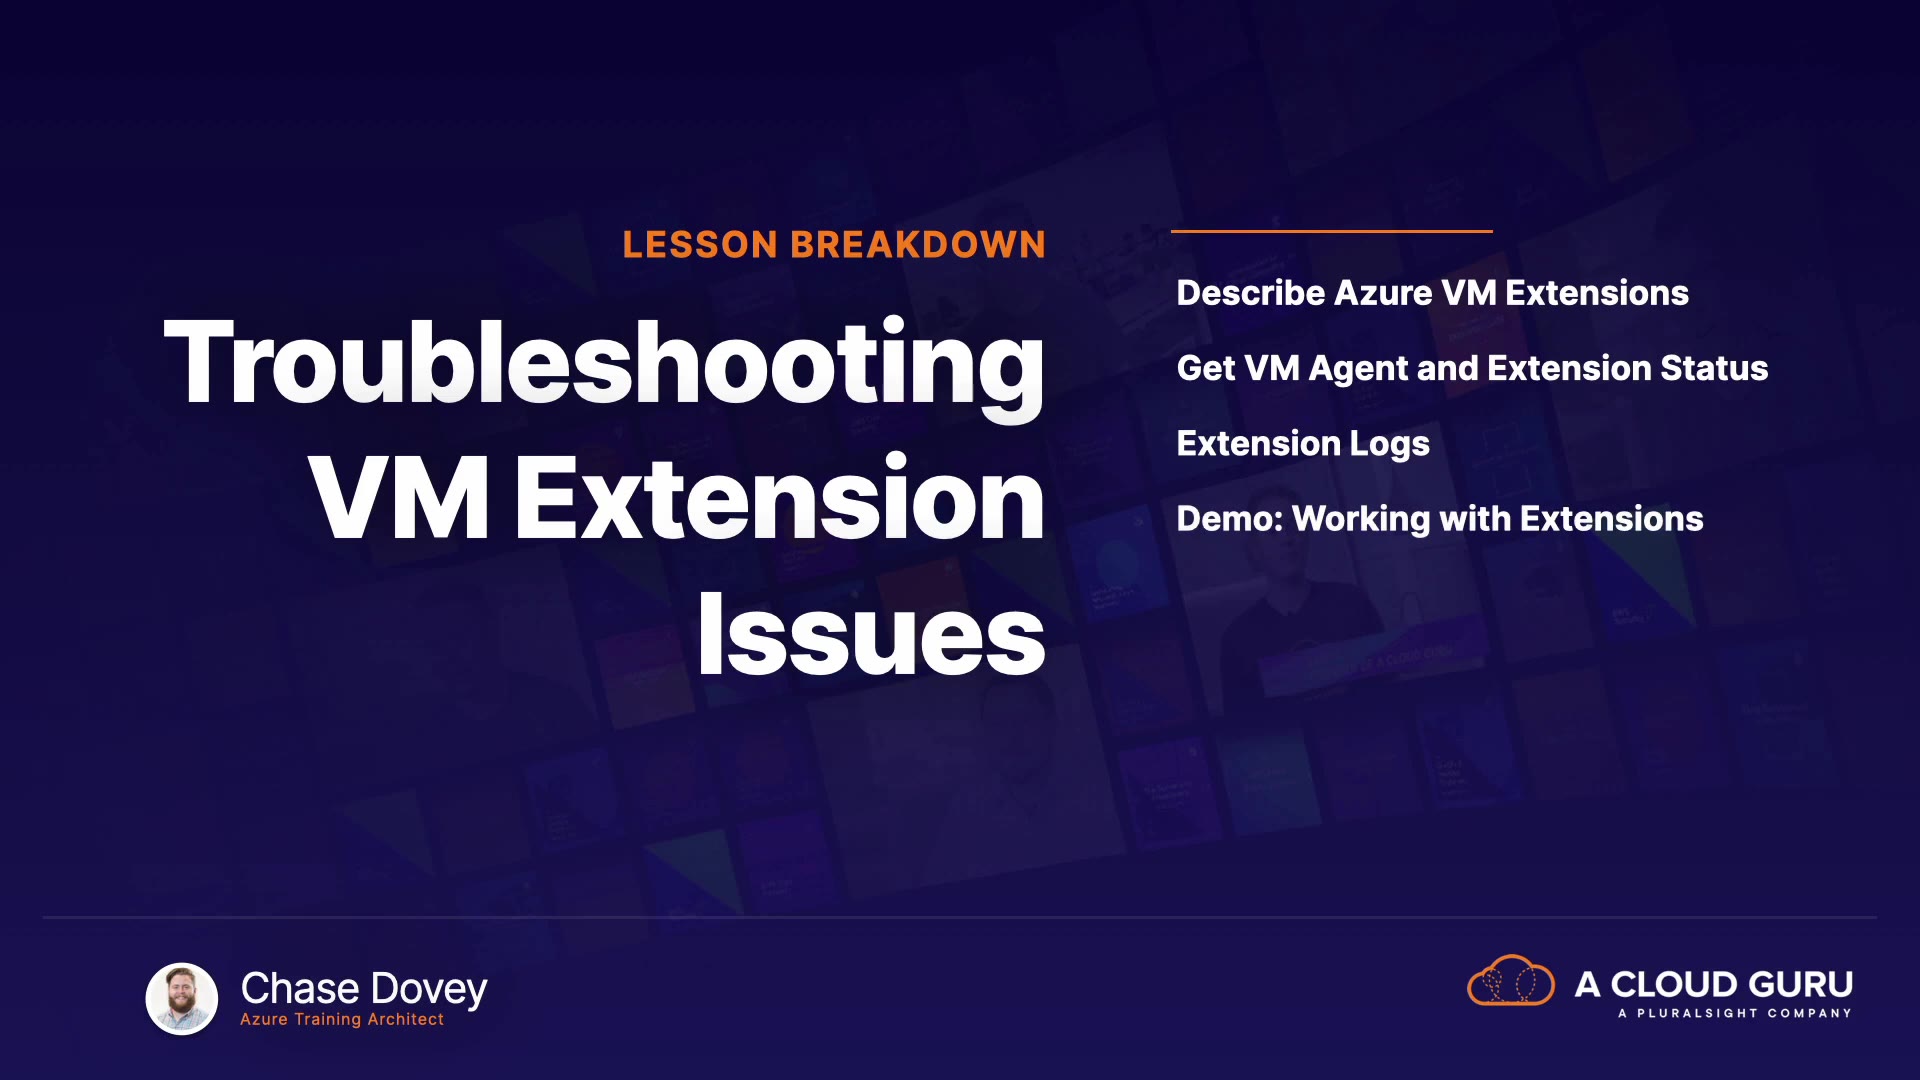 LESSON BREAKDOWN
Troubleshooting
VM Extension
Issues
Describe Azure VM Extensions
Get VM Agent and Extension Status
Extension Logs
Demo: Working with Extensions
Chase Dovey
Azure Training Architect
A CLOUD GURU
A PLURALSIGHT COMPANY